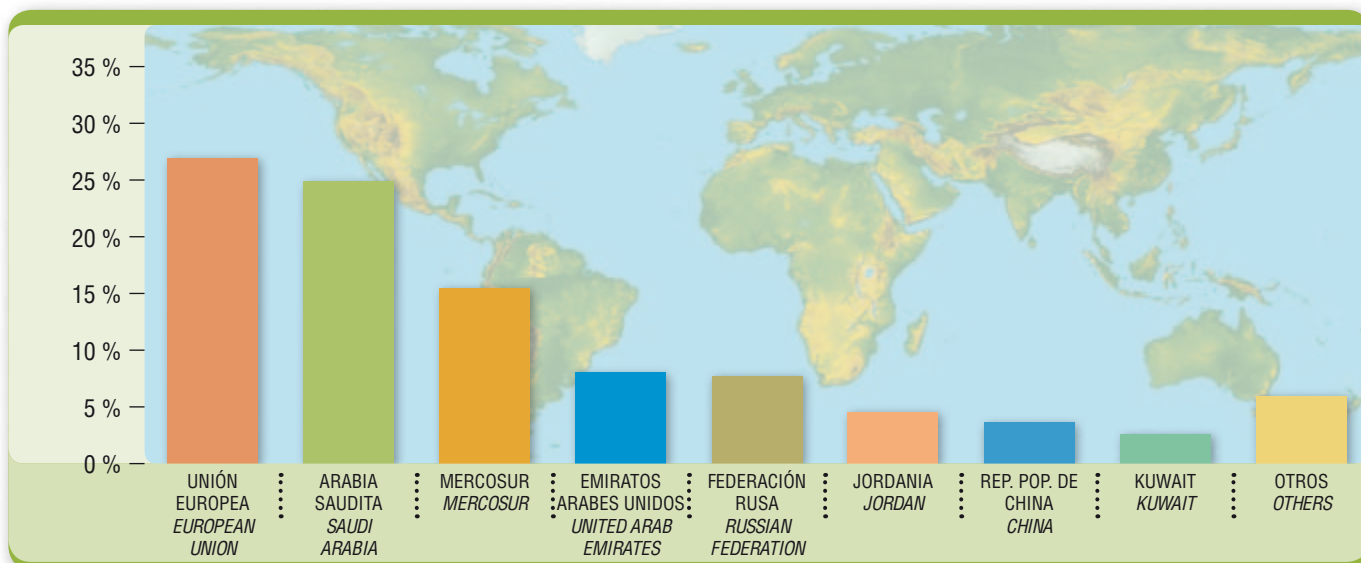 35 %
30 %
25 %
20 %
15 %
10 %
5 %
0 %
UNIÓN
EUROPEA
EUROPEAN
UNION
ARABIA
SAUDITA
SAUDI
ARABIA
MERCOSUR
MERCOSUR
EMIRATOS
ARABES UNIDOS
UNITED ARAB
EMIRATES
FEDERACIÓN
RUSA
RUSSIAN
FEDERATION
JORDANIA
JORDAN
REP. POP. DE
CHINA
CHINA
KUWAIT
KUWAIT
OTROS
OTHERS